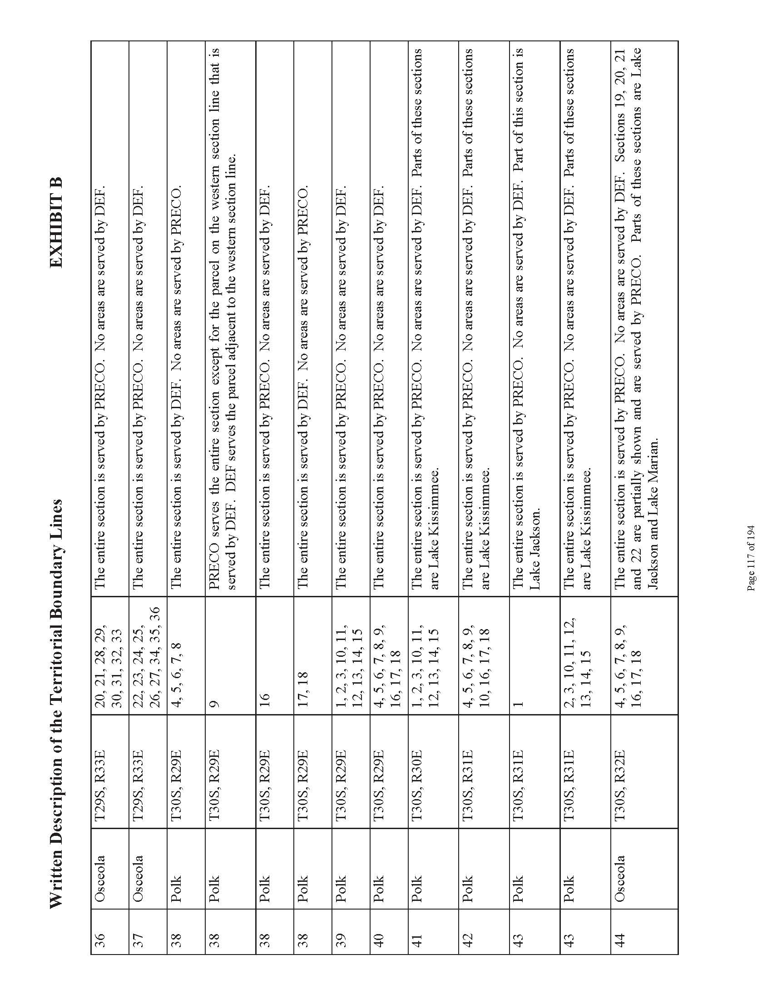 Written Description of the Territorial Boundary Lines EXHIBIT B
36 Osceola T29S, R33E 20, 21, 28, 29, The entire section is served by PRECO. No areas are served by DEF.
30, 31, 32, 33
37 Osceola T29S, R33E 22, 23, 24, 25, The entire section is served by PRECO. No areas are served by DEF.
26, 27, 34, 35, 36
38 Polk T30S, R29E 4, 5, 6, 7, 8 The entire section is served by DEF. No areas are served by PRECO.
38 Polk T30S, R29E 9 PRECO serves the entire section except for the parcel on the western section line that is
served by DEF. DEF serves the parcel adjacent to the western section line.
38 Polk T30S, R29E 16 The entire section is served by PRECO. No areas are served by DEF.
38 Polk T30S, R29E 17, 18 The entire section is served by DEF. No areas are served by PRECO.
39 Polk T30S, R29E 1, 2, 3, 10, 11, The entire section is served by PRECO. No areas are served by DEF.
12, 13, 14, 15
40 Polk T30S, R29E 4, 5, 6, 7, 8, 9, The entire section is served by PRECO. No areas are served by DEF.
16, 17, 18
41 Polk T30S, R30E 1, 2, 3, 10, 11, The entire section is served by PRECO. No areas are served by DEF. Parts of these sections
12, 13, 14, 15 are Lake Kissimmee.
42 Polk T30S, R31E 4, 5, 6, 7, 8, 9, The entire section is served by PRECO. No areas are served by DEF. Parts of these sections
10, 16, 17, 18 are Lake Kissimmee.
43 Polk T30S, R31E 1 The entire section is served by PRECO. No areas are served by DEF. Part of this section is
Lake Jackson.
43 Polk T30S, R31E 2, 3, 10, 11, 12, The entire section is served by PRECO. No areas are served by DEF. Parts of these sections
13, 14, 15 are Lake Kissimmee.
44 Osceola T30S, R32E 4, 5, 6, 7, 8, 9, The entire section is served by PRECO. No areas are served by DEF. Sections 19, 20, 21
16, 17, 18 and 22 are partially shown and are served by PRECO. Parts of these sections are Lake
Jackson and Lake Marian.
Page 117 of 194